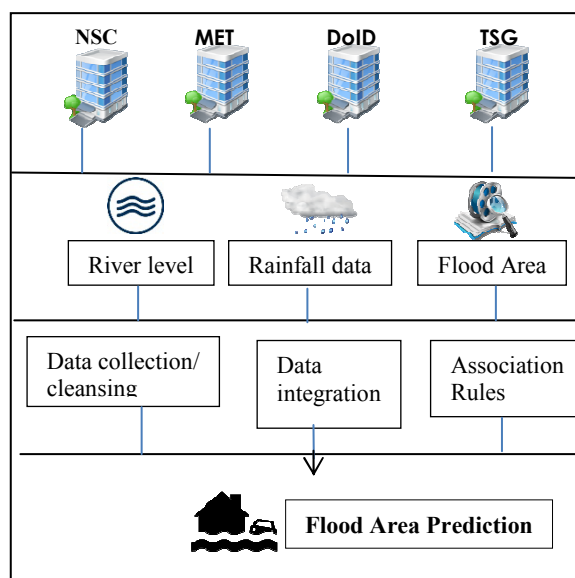 NSC MET DoID TSG
River level Rainfall data Flood Area
Data collection/
cleansing
Data
integration
Association
Rules
Flood Area Prediction